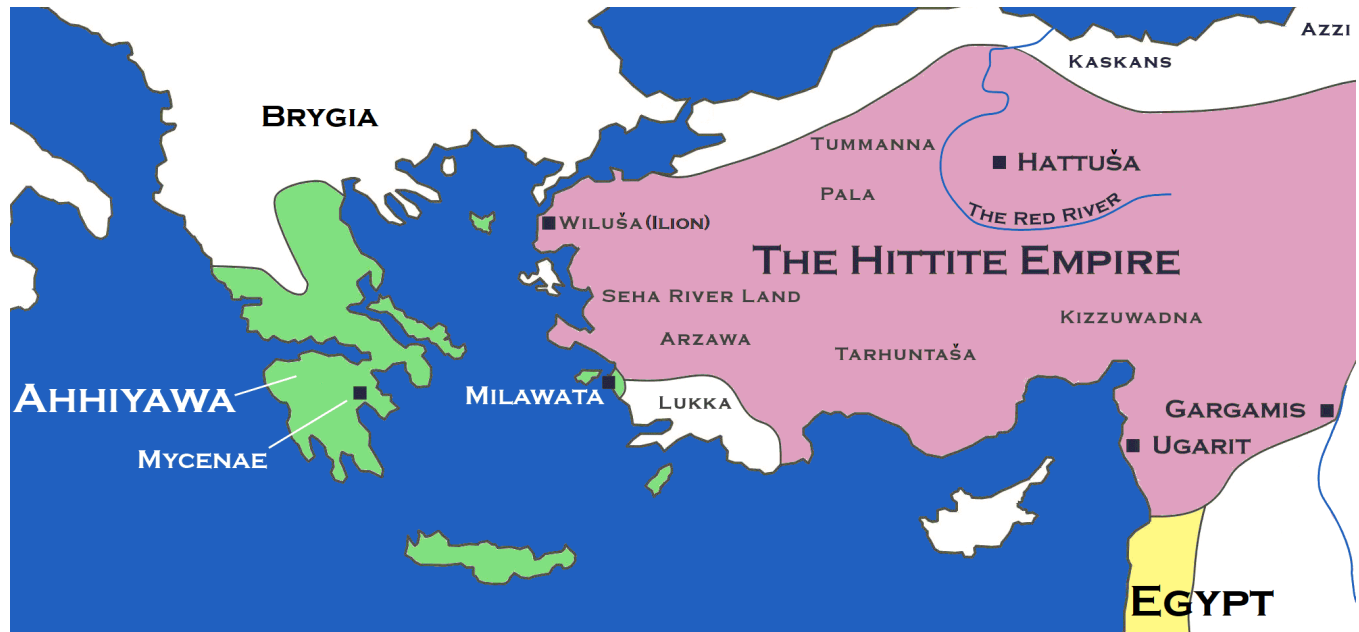 Azzi
Kaskans
Brygia
Tummanna
Hattuša
Pala
The Red River
Wiluša (Ilion)
The Hittite Empire
Seha River Land
Kizzuwadna
Arzawa
Tarhuntaša
Ahhiyawa
Milawata
Lukka
Gargamis
Ugarit
Mycenae
Egypt